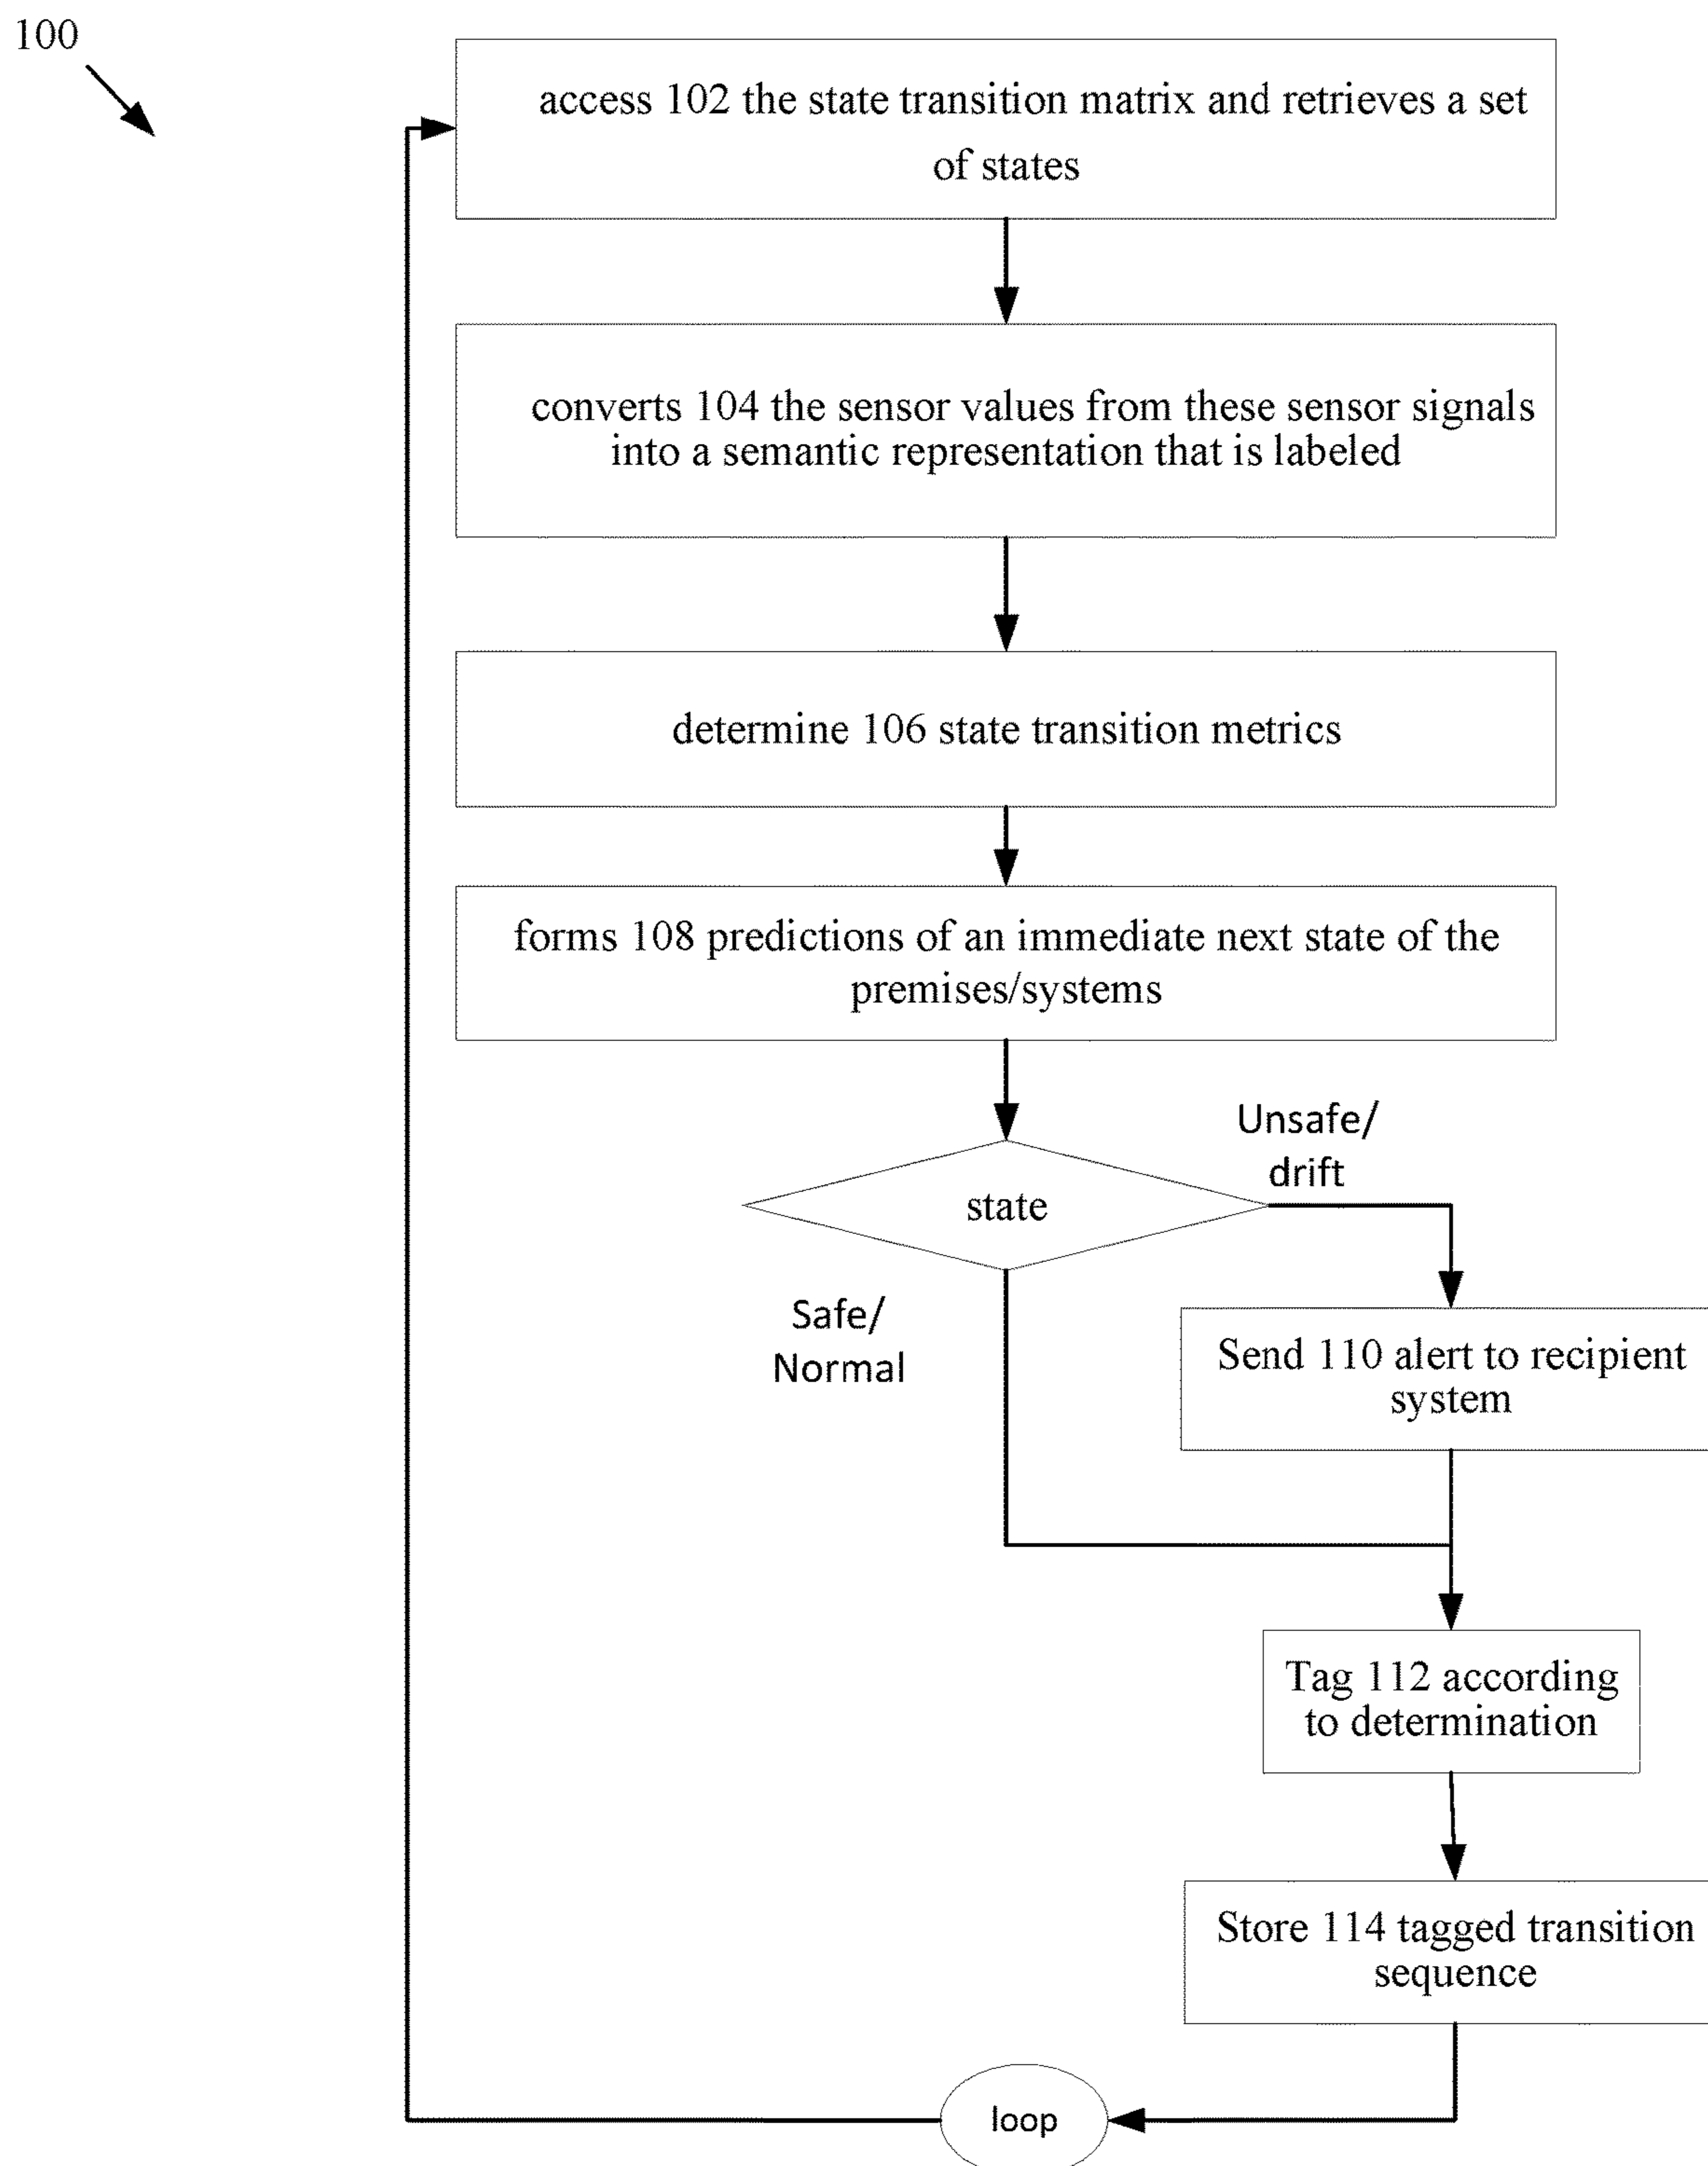 100
access 102 the state transition matrix and retrieves a set
of states
converts 104 the sensor values from these sensor signals
into a semantic representation that is labeled
determine 106 state transition metrics
forms 108 predictions of an immediate next state of the
premises/systems
Unsafe/
drift
state
Safe/
Normal
Send 110 alert to recipient
system
Tag 112 according
to determination
Store 114 tagged transition
sequence
loop